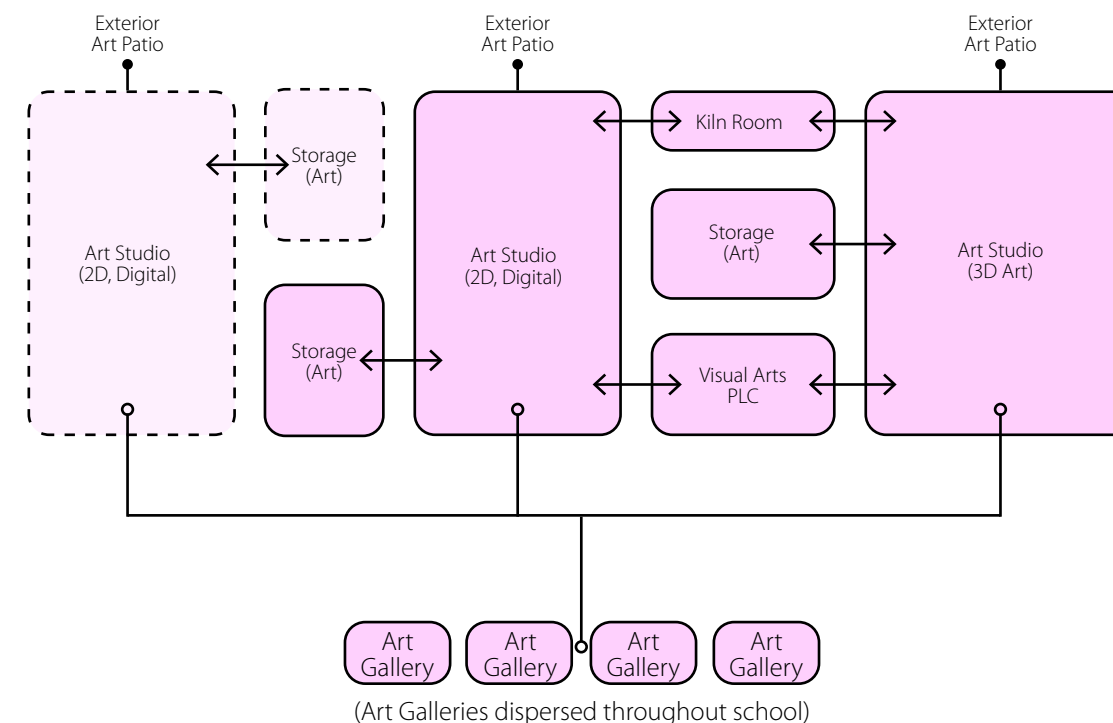 Exterior
Art Patio
Exterior
Art Patio
Exterior
Art Patio
Art Studio
(2D, Digital)
Storage
(Art)
Storage
(Art)
Art Studio
(2D, Digital)
Kiln Room
Storage
(Art)
Visual Arts
PLC
Art Studio
(3D Art)
Art
Gallery
Art
Gallery
Art
Gallery
Art
Gallery
(Art Galleries dispersed throughout school)